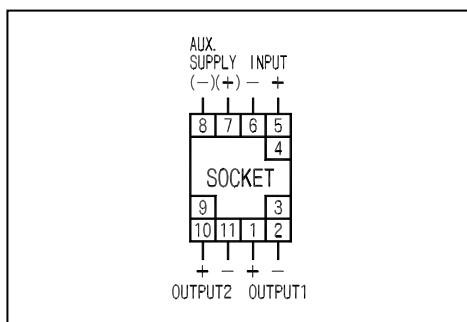 AUX.
SUPPLY INPUT
(−)(+) − +
8 7 6 5
4
SOCKET
9 3
10 11 1 2
+ − + −
OUTPUT2 OUTPUT1